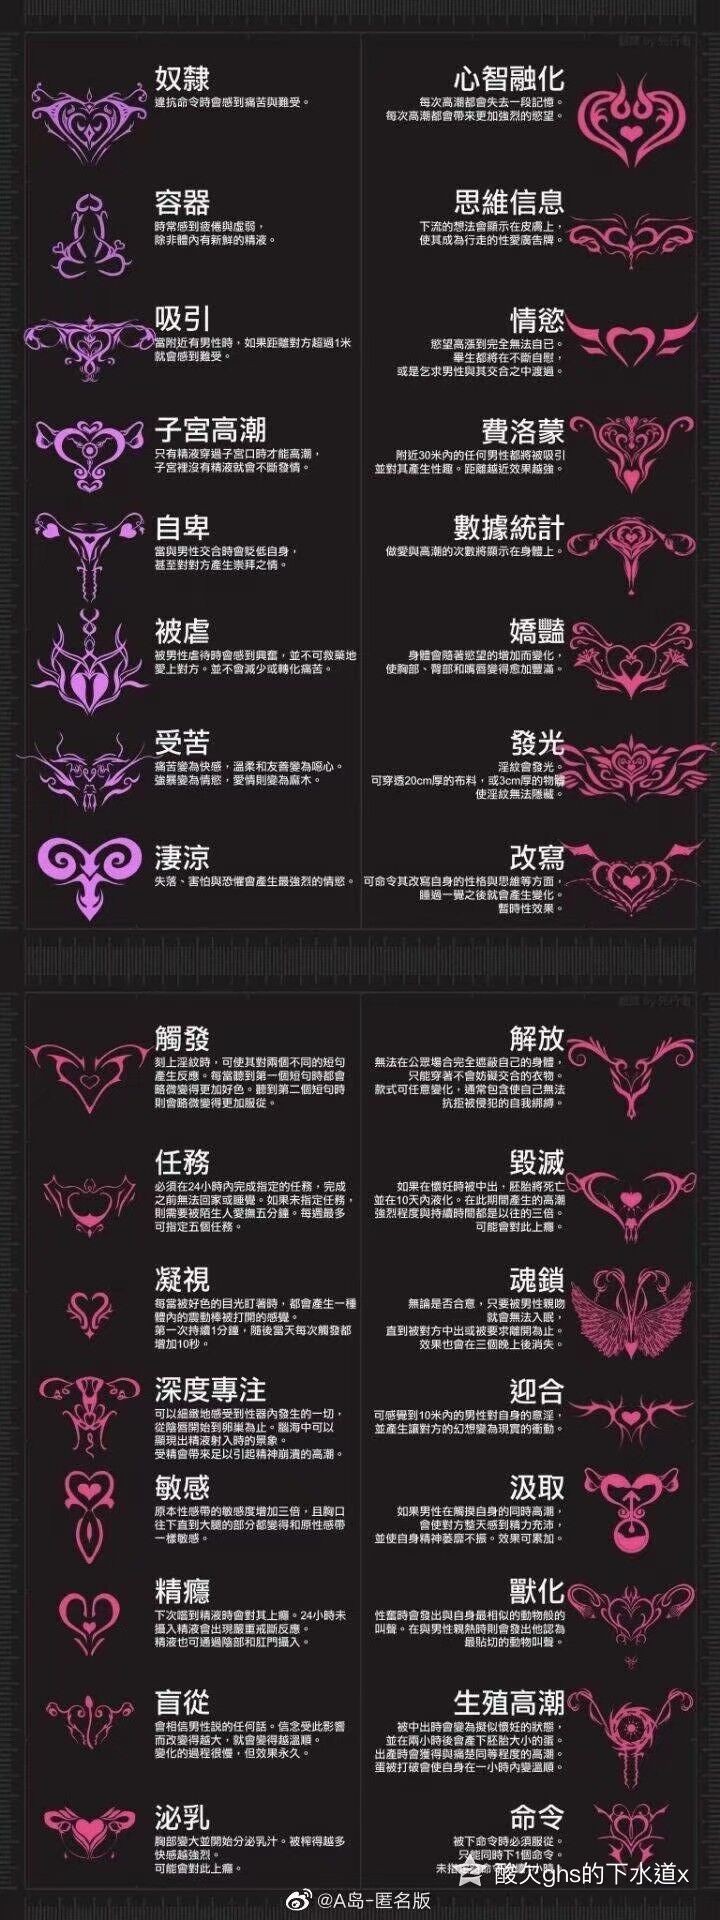 奴隸
違抗命令時會感到痛苦與難受。
容器
時常感到疲倦與虛弱，
除非體內有新鮮的精液。
吸引
當附近有男性時，如果距離對方超過1米
就會感到難受。
子宮高潮
只有精液穿過子宮口時才能高潮，
子宮裡沒有精液就會不斷發情。
自卑
當與男性交合時會貶低自身，
甚至對對方產生崇拜之情。
被虐
被男性虐待時會感到興奮，並不可救藥地
愛上對方。並不會減少或轉化痛苦。
受苦
痛苦變為快感，溫柔和友善變為噁心。
強暴變為情慾，愛情則變為麻木。
淒涼
失落、害怕與恐懼會產生最強烈的情慾。
心智融化
每次高潮都會失去一段記憶。
每次高潮都會帶來更加強烈的慾望。
思維信息
下流的想法會顯示在皮膚上，
使其成為行走的性愛廣告牌。
情慾
慾望高漲到完全無法自已。
畢生都將在不斷自慰，
或是乞求男性與其交合之中渡過。
費洛蒙
附近30米內的任何男性都將被吸引
並對其產生性趣。距離越近效果越強。
數據統計
做愛與高潮的次數將顯示在身體上。
嬌豔
身體會隨著慾望的增加而變化，
使胸部、臀部和嘴唇變得愈加豐滿。
發光
淫紋會發光。
可穿透20cm厚的布料，或3cm厚的物體
使淫紋無法隱藏。
改寫
可命令其改寫自身的性格與思維等方面，
睡過一覺之後就會產生變化。
暫時性效果。
觸發
刻上淫紋時，可使其對兩個不同的短句
產生反應。每當聽到第一個短句時都會
略微變得更加好色。聽到第二個短句時
則會略微變得更加服從。
任務
必須在24小時內完成指定的任務，完成
之前無法回家或睡覺。如果未指定任務，
則需要被陌生人愛撫五分鐘。每週最多
可指定五個任務。
凝視
每當被好色的目光盯著時，都會產生一種
體內的震動棒被打開的感覺。
第一次持續1分鐘，隨後當天每次觸發都
增加10秒。
深度專注
可以細緻地感受到性器內發生的一切，
從陰唇開始到卵巢為止。腦海中可以
顯現出精液射入時的景象。
受精會帶來足以引起精神崩潰的高潮。
敏感
原本性感帶的敏感度增加三倍，且胸口
往下直到大腿的部分都變得和原性感帶
一樣敏感。
精癮
下次嚐到精液時會對其上癮。24小時未
攝入精液會出現嚴重戒斷反應。
精液也可通過陰部和肛門攝入。
盲從
會相信男性說的任何話。信念受此影響
而改變得越大，就會變得越溫順。
變化的過程很慢，但效果永久。
泌乳
胸部變大並開始分泌乳汁。被榨得越多
快感越強烈。
可能會對此上癮。
解放
無法在公眾場合完全遮蔽自己的身體，
只能穿著不會妨礙交合的衣物。
款式可任意變化，通常包含使自己無法
抗拒被侵犯的自我綁縛。
毀滅
如果在懷妊時被中出，胚胎將死亡
並在10天內液化。在此期間產生的高潮
強烈程度與持續時間都是以往的三倍。
可能會對此上癮。
魂鎖
無論是否合意，只要被男性親吻
就會無法入眠，
直到被對方中出或被要求離開為止。
效果也會在三個晚上後消失。
迎合
可感覺到10米內的男性對自身的意淫，
並產生讓對方的幻想變為現實的衝動。
汲取
如果男性在觸摸自身的同時高潮，
會使對方整天感到精力充沛，
並使自身精神萎靡不振。效果可累加。
獸化
性奮時會發出與自身最相似的動物般的
叫聲。在與男性親熱時則會發出他認為
最貼切的動物叫聲。
生殖高潮
被中出時會變為擬似懷妊的狀態，
並在兩小時後會產下胚胎大小的蛋。
出產時會獲得與痛楚同等程度的高潮。
蛋被打破會使自身在一小時內變溫順。
命令
被下命令時必須服從。
只能同時下1個命令。
酸欠ghs的下水道x
@A岛-匿名版